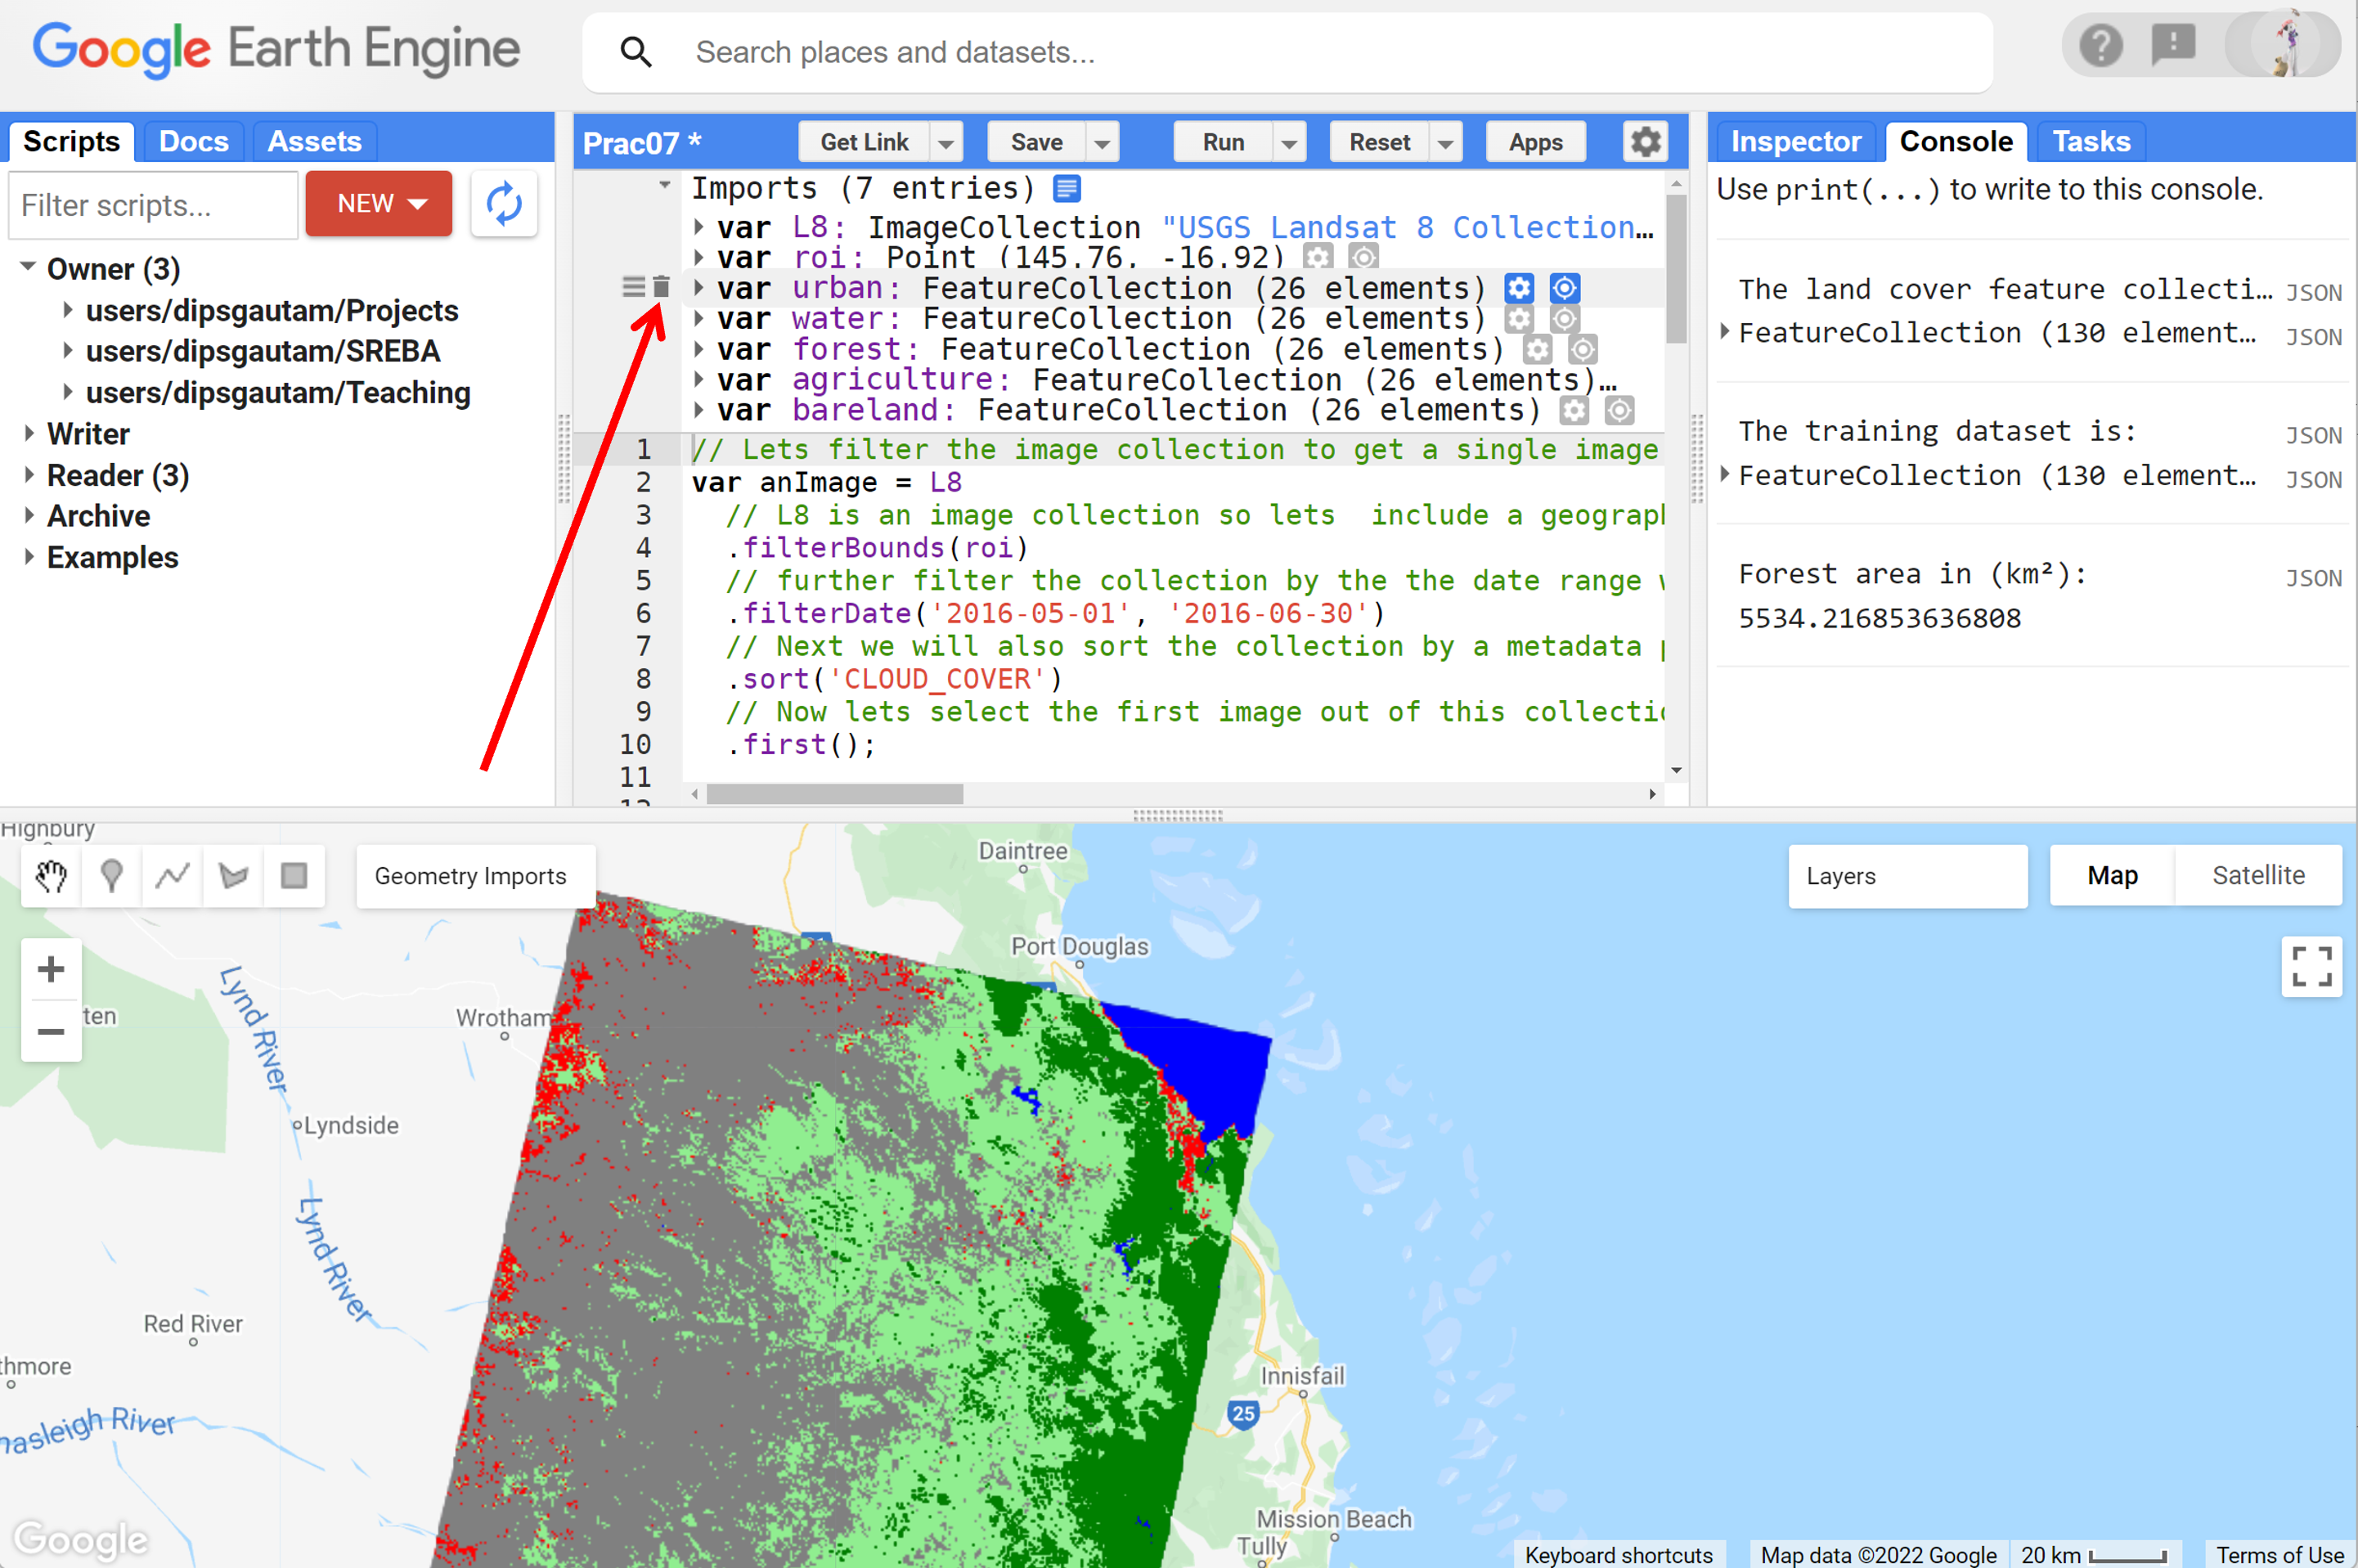 Google Earth Engine
Search places and datasets...
Scripts Docs Assets
Filter scripts... NEW
Owner (3)
users/dipsgautam/Projects
users/dipsgautam/SREBA
users/dipsgautam/Teaching
Writer
Reader (3)
Archive
Examples
Prac07 * Get Link Save Run Reset Apps
Imports (7 entries)
var L8: ImageCollection "USGS Landsat 8 Collection…
var roi: Point (145.76, -16.92)
var urban: FeatureCollection (26 elements)
var water: FeatureCollection (26 elements)
var forest: FeatureCollection (26 elements)
var agriculture: FeatureCollection (26 elements)…
var bareland: FeatureCollection (26 elements)
1 // Lets filter the image collection to get a single image
2 var anImage = L8
3 // L8 is an image collection so lets  include a geograp
4 .filterBounds(roi)
5 // further filter the collection by the the date range
6 .filterDate('2016-05-01', '2016-06-30')
7 // Next we will also sort the collection by a metadata
8 .sort('CLOUD_COVER')
9 // Now lets select the first image out of this collecti
10 .first();
11
Inspector Console Tasks
Use print(...) to write to this console.
The land cover feature collecti… JSON
FeatureCollection (130 element… JSON
The training dataset is: JSON
FeatureCollection (130 element… JSON
Forest area in (km²): JSON
5534.216853636808
Highbury
Geometry Imports
Layers
Map Satellite
Daintree
Port Douglas
ten
Wrotham
Lynd River
Lyndside
Lynd River
Red River
thmore
nasleigh River
Innisfail
25
Mission Beach
Tully
Google
Keyboard shortcuts Map data ©2022 Google 20 km Terms of Use